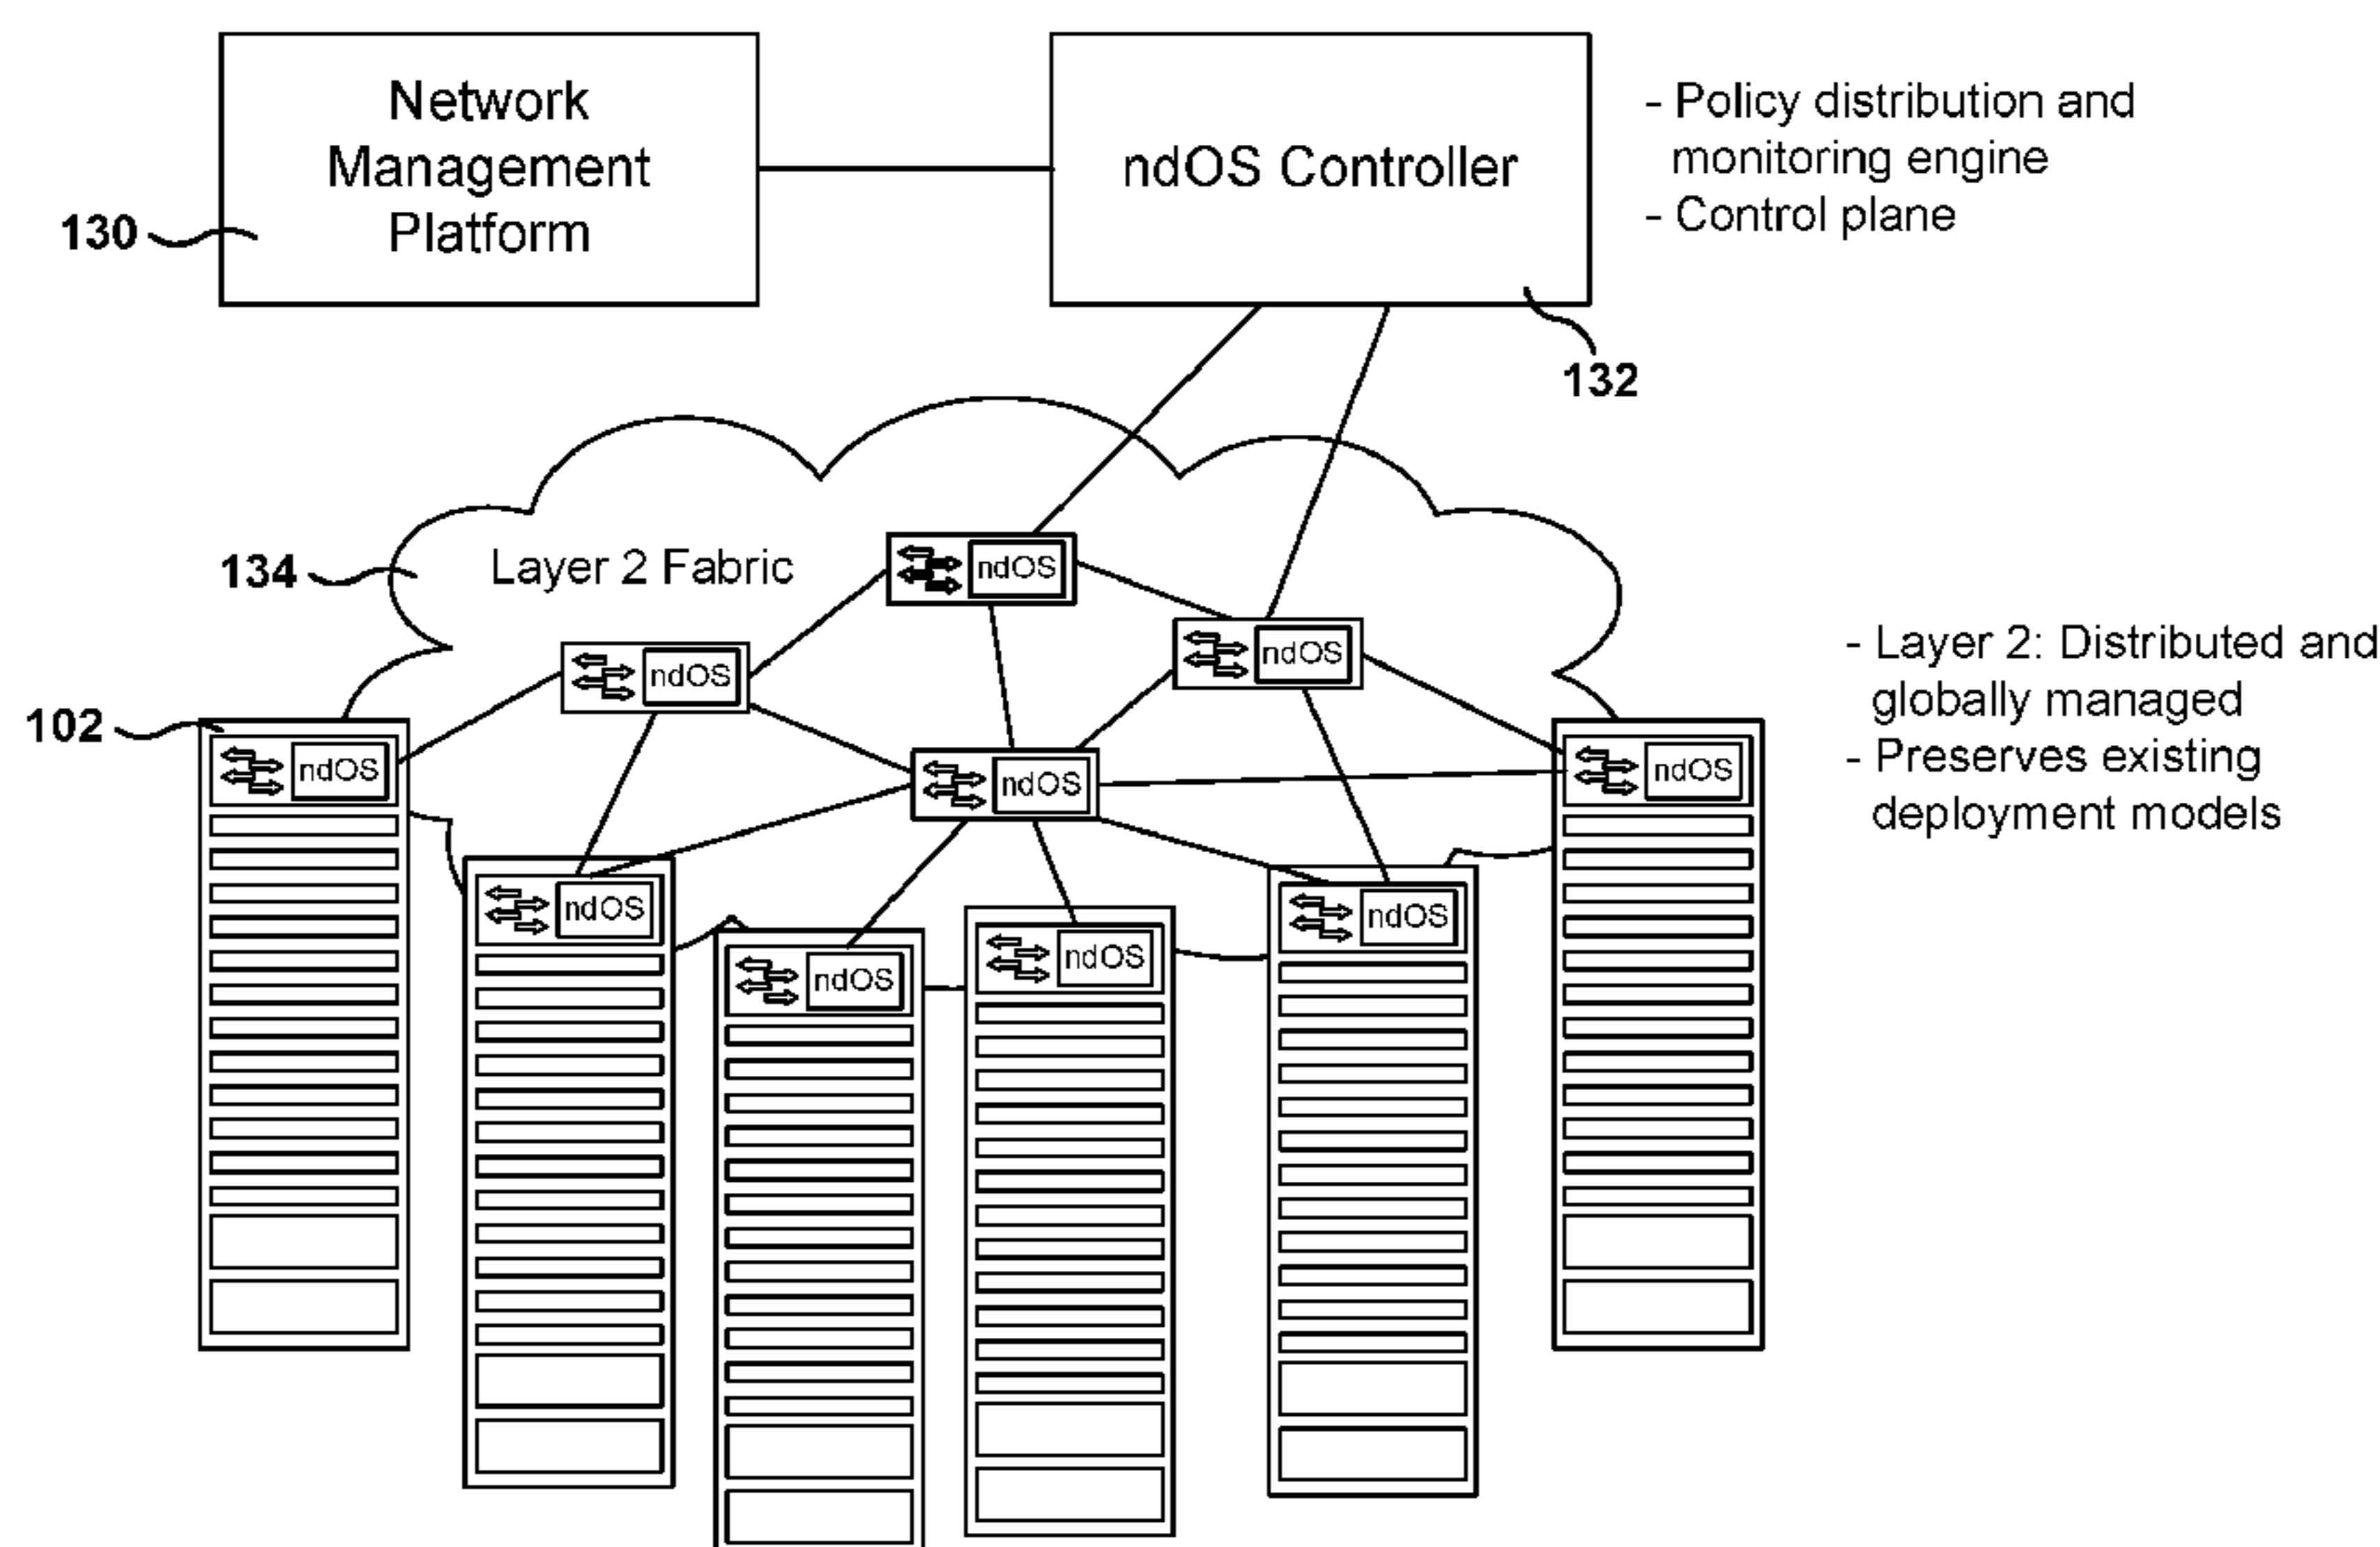 Network
Management
Platform
130
ndOS Controller
132
- Policy distribution and
monitoring engine
- Control plane
134
Layer 2 Fabric
ndOS
ndOS
ndOS
102
ndOS
ndOS
ndOS
- Layer 2: Distributed and
globally managed
- Preserves existing
deployment models
ndOS
ndOS
ndOS
ndOS